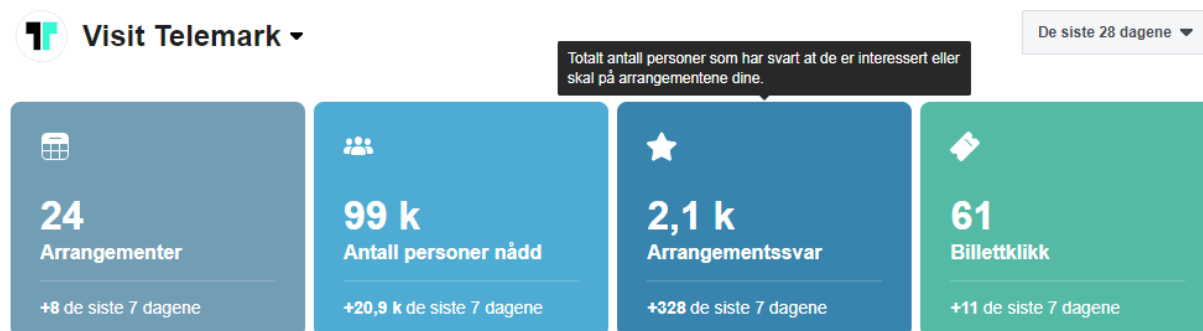 Visit Telemark
De siste 28 dagene
Totalt antall personer som har svart at de er interessert eller
skal på arrangementene dine.
24
Arrangementer
+8 de siste 7 dagene
99 k
Antall personer nådd
+20,9 k de siste 7 dagene
2,1 k
Arrangementssvar
+328 de siste 7 dagene
61
Billettklikk
+11 de siste 7 dagene